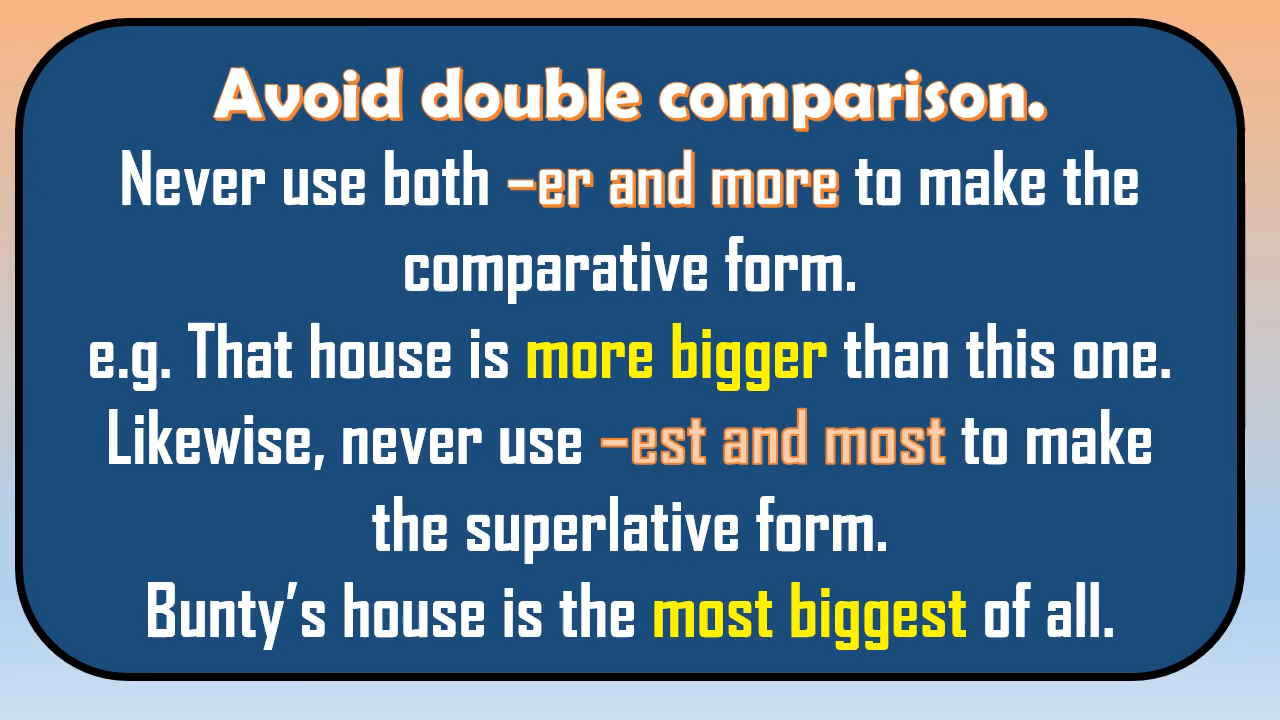 Avoid double comparison.
Never use both –er and more to make the
comparative form.
e.g. That house is more bigger than this one.
Likewise, never use –est and most to make
the superlative form.
Bunty’s house is the most biggest of all.